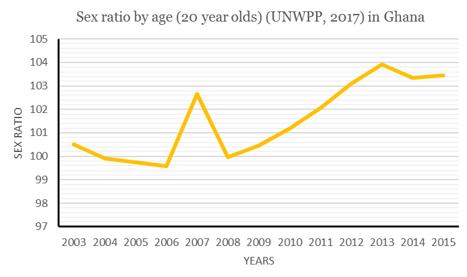 Sex ratio by age (20 year olds) (UNWPP, 2017) in Ghana
105
104
103
102
101
100
99
98
97
SEX RATIO
2003 2004 2005 2006 2007 2008 2009 2010 2011 2012 2013 2014 2015
YEARS